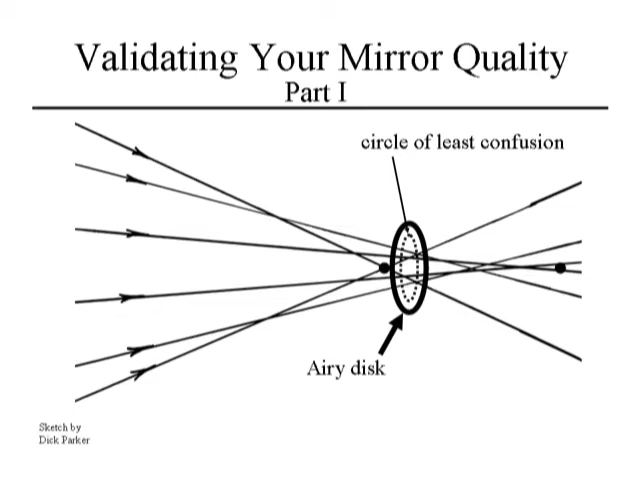 Validating Your Mirror Quality
Part I
circle of least confusion
Airy disk
Sketch by
Dick Parker